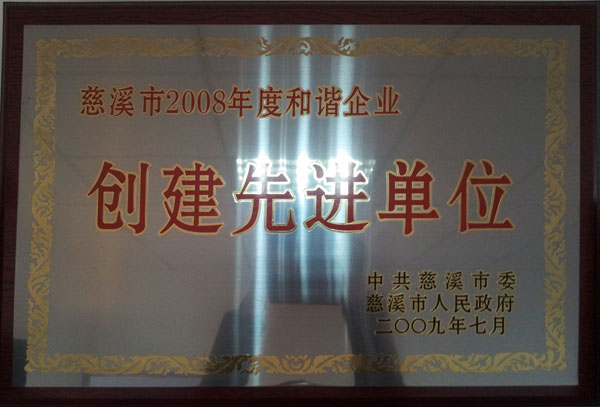 慈溪市2008年度和谐企业
创建先进单位
中共慈溪市委
慈溪市人民政府
二〇〇九年七月